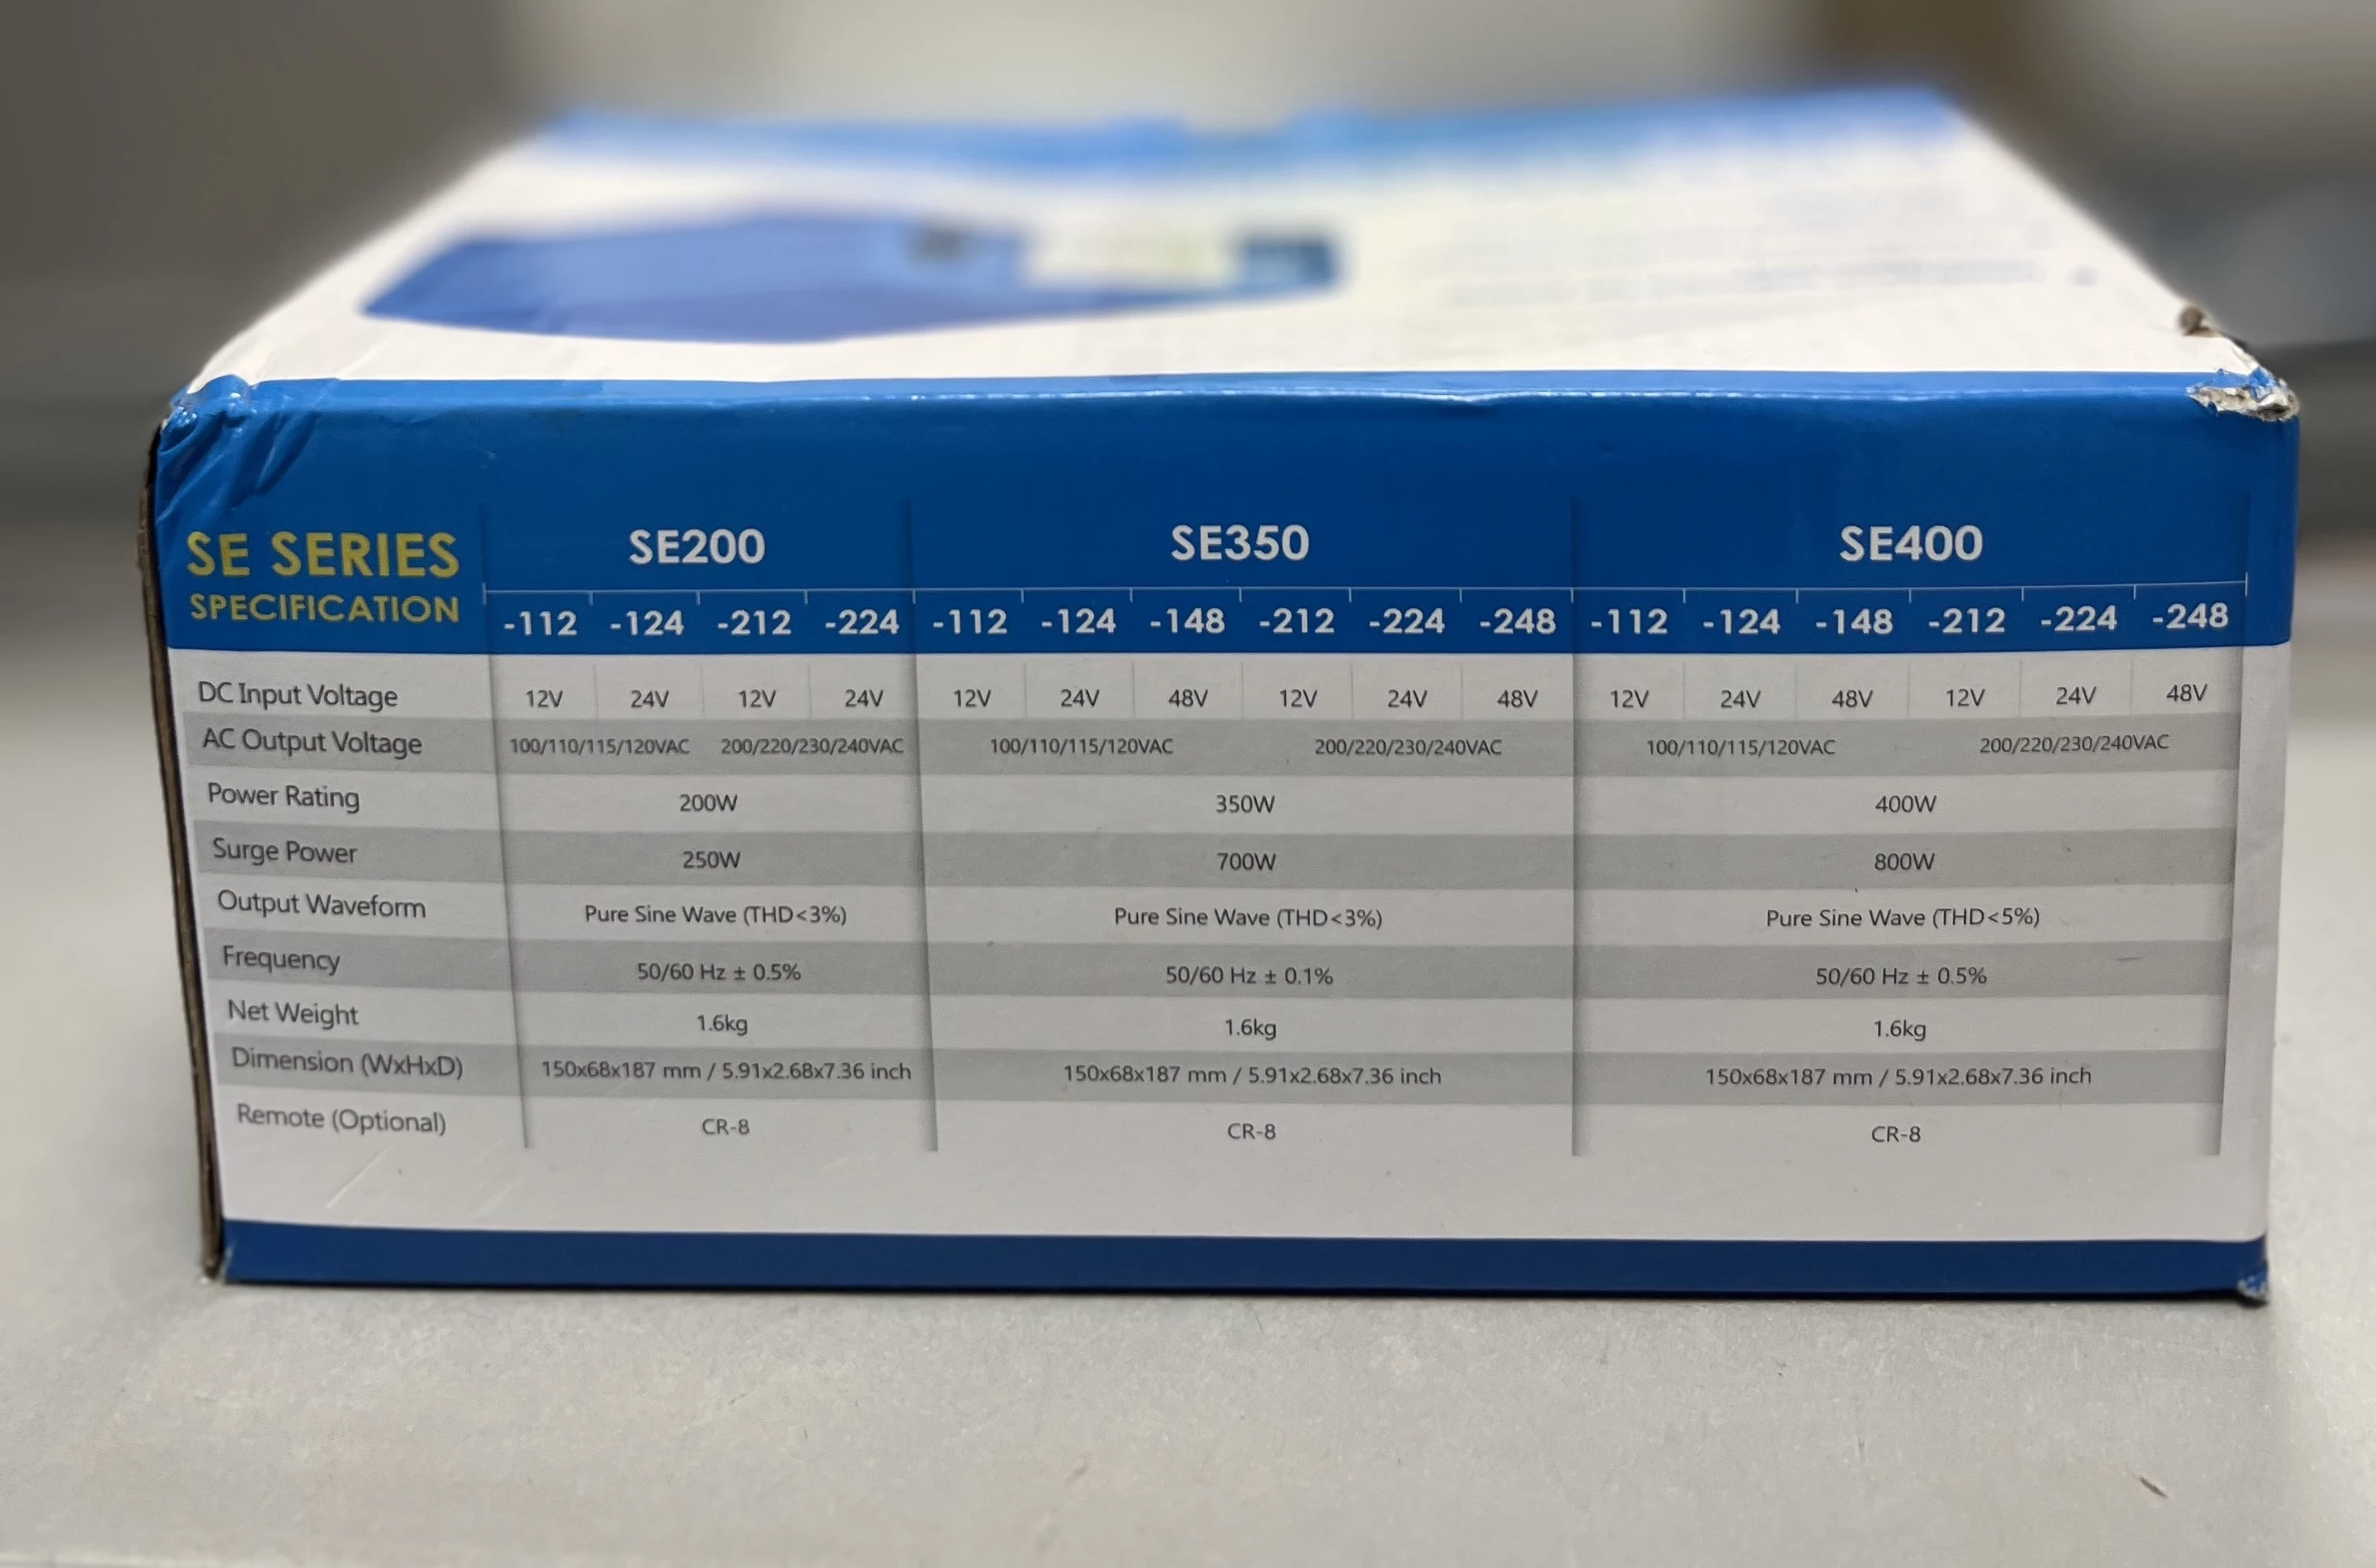 SE SERIES
SPECIFICATION
SE200 SE350 SE400
-112 -124 -212 -224 -112 -124 -148 -212 -224 -248 -112 -124 -148 -212 -224 -248
DC Input Voltage 12V 24V 12V 24V 12V 24V 48V 12V 24V 48V 12V 24V 48V 12V 24V 48V
AC Output Voltage 100/110/115/120VAC 200/220/230/240VAC 100/110/115/120VAC 200/220/230/240VAC 100/110/115/120VAC 200/220/230/240VAC
Power Rating 200W 350W 400W
Surge Power 250W 700W 800W
Output Waveform Pure Sine Wave (THD<3%) Pure Sine Wave (THD<3%) Pure Sine Wave (THD<5%)
Frequency 50/60 Hz ± 0.5% 50/60 Hz ± 0.1% 50/60 Hz ± 0.5%
Net Weight 1.6kg 1.6kg 1.6kg
Dimension (WxHxD) 150x68x187 mm / 5.91x2.68x7.36 inch 150x68x187 mm / 5.91x2.68x7.36 inch 150x68x187 mm / 5.91x2.68x7.36 inch
Remote (Optional) CR-8 CR-8 CR-8